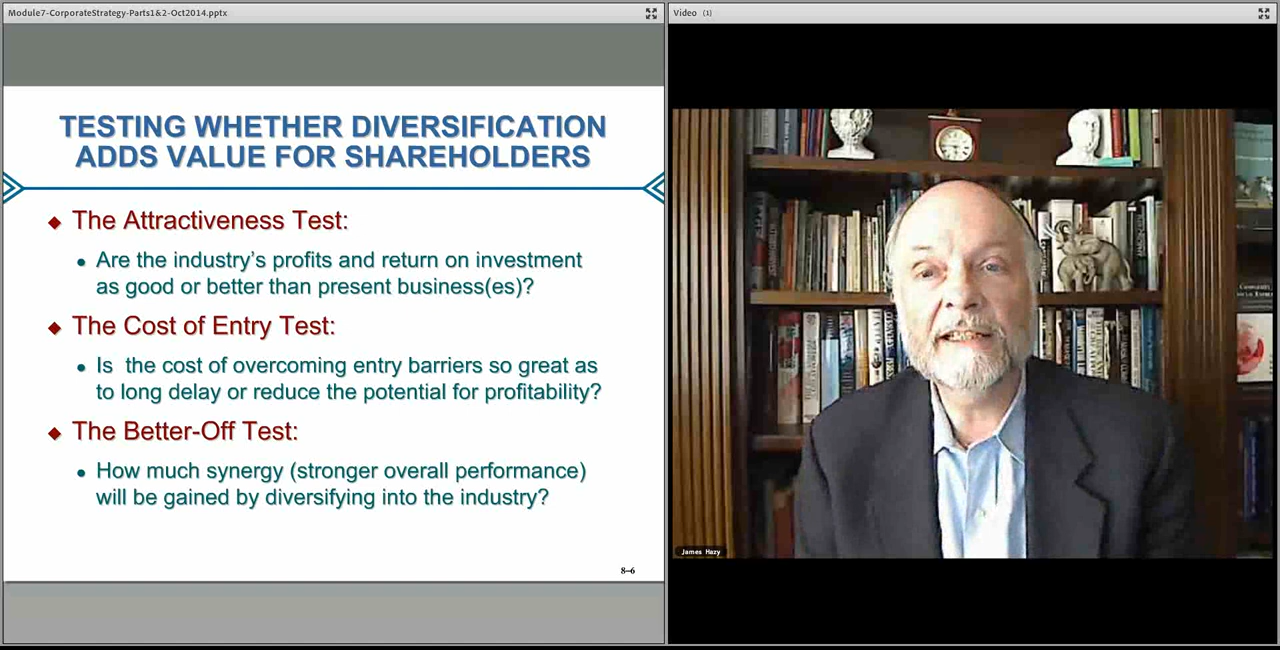 Module7-CorporateStrategy-Parts1&2-Oct2014.pptx
Video (1)
TESTING WHETHER DIVERSIFICATION
ADDS VALUE FOR SHAREHOLDERS
The Attractiveness Test:
Are the industry's profits and return on investment
as good or better than present business(es)?
The Cost of Entry Test:
Is the cost of overcoming entry barriers so great as
to long delay or reduce the potential for profitability?
The Better-Off Test:
How much synergy (stronger overall performance)
will be gained by diversifying into the industry?
8–6
James Hazy